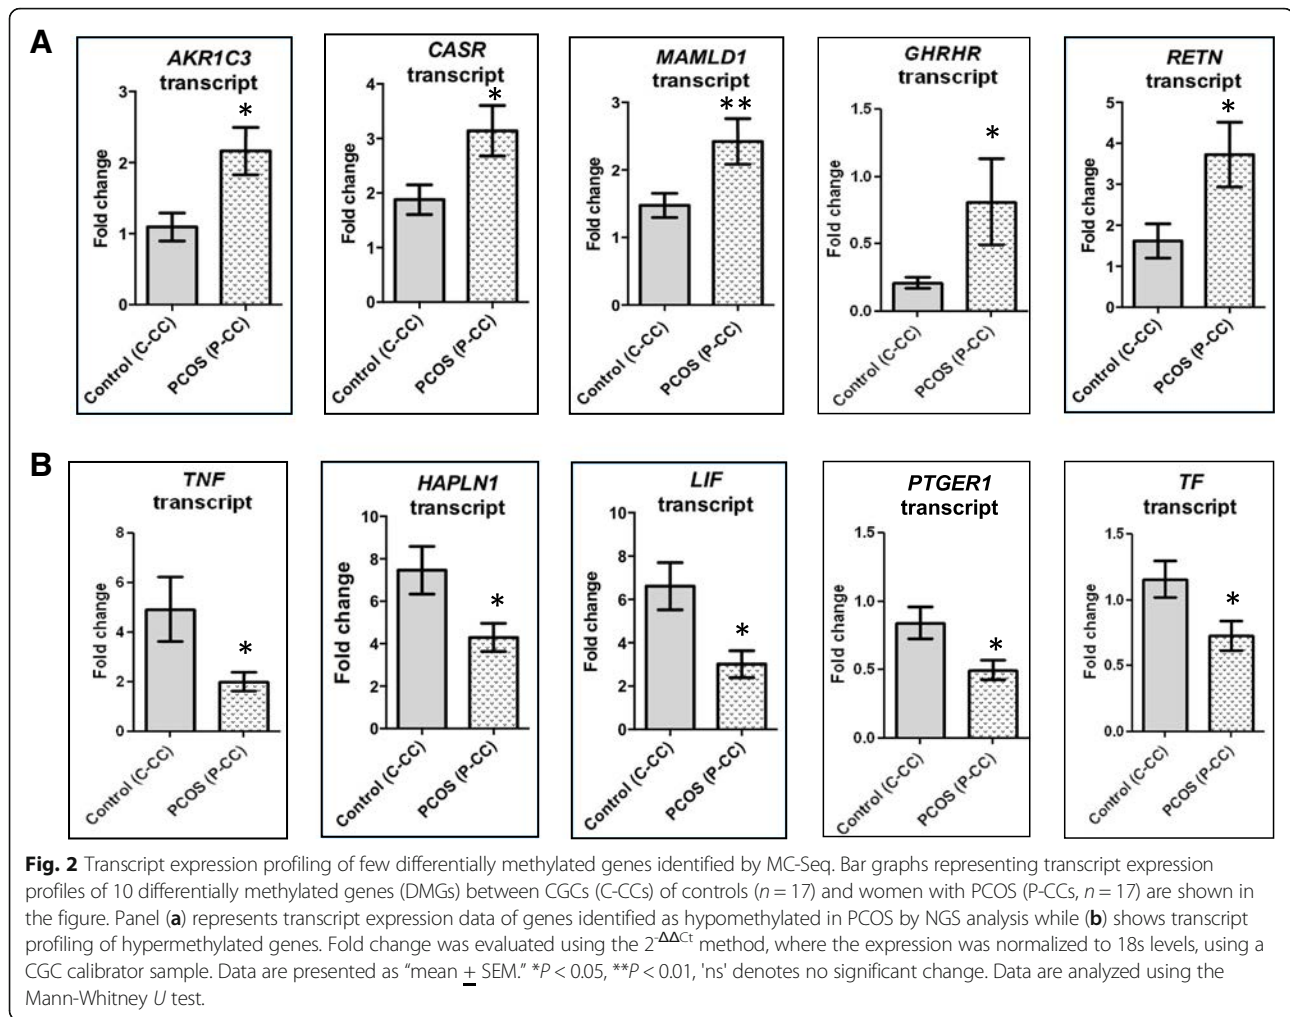 A
AKR1C3
transcript
*
3
2
1
0
Fold change
Control (C-CC)
PCOS (P-CC)
CASR
transcript
*
4
3
2
1
0
Fold change
Control (C-CC)
PCOS (P-CC)
MAMLD1
transcript
**
3
2
1
0
Fold change
Control (C-CC)
PCOS (P-CC)
GHRHR
transcript
*
1.5
1.0
0.5
0.0
Fold change
Control (C-CC)
PCOS (P-CC)
RETN
transcript
*
5
4
3
2
1
0
Fold change
Control (C-CC)
PCOS (P-CC)
B
TNF
transcript
*
8
6
4
2
0
Fold change
Control (C-CC)
PCOS (P-CC)
HAPLN1
transcript
*
10
8
6
4
2
0
Fold change
Control (C-CC)
PCOS (P-CC)
LIF
transcript
*
10
8
6
4
2
0
Fold change
Control (C-CC)
PCOS (P-CC)
PTGER1
transcript
*
1.5
1.0
0.5
0.0
Fold change
Control (C-CC)
PCOS (P-CC)
TF
transcript
*
1.5
1.0
0.5
0.0
Fold change
Control (C-CC)
PCOS (P-CC)
Fig. 2 Transcript expression profiling of few differentially methylated genes identified by MC-Seq. Bar graphs representing transcript expression
profiles of 10 differentially methylated genes (DMGs) between CGCs (C-CCs) of controls (n = 17) and women with PCOS (P-CCs, n = 17) are shown in
the figure. Panel (a) represents transcript expression data of genes identified as hypomethylated in PCOS by NGS analysis while (b) shows transcript
profiling of hypermethylated genes. Fold change was evaluated using the 2-ΔΔCt method, where the expression was normalized to 18s levels, using a
CGC calibrator sample. Data are presented as “mean + SEM.” *P < 0.05, **P < 0.01, 'ns' denotes no significant change. Data are analyzed using the
Mann-Whitney U test.